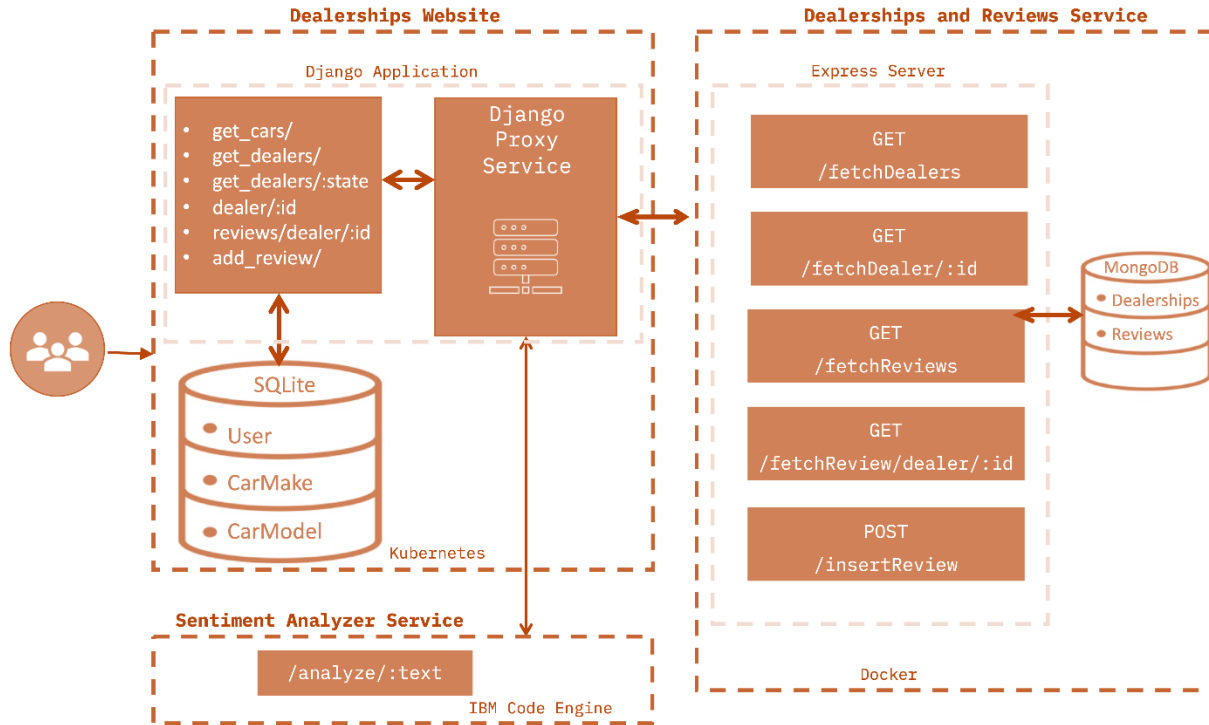 Dealerships Website
Django Application
• get_cars/
• get_dealers/
• get_dealers/:state
• dealer/:id
• reviews/dealer/:id
• add_review/
Django
Proxy
Service
SQLite
User
CarMake
CarModel
Kubernetes
Sentiment Analyzer Service
/analyze/:text
IBM Code Engine
Dealerships and Reviews Service
Express Server
GET
/fetchDealers
GET
/fetchDealer/:id
GET
/fetchReviews
GET
/fetchReview/dealer/:id
POST
/insertReview
MongoDB
Dealerships
Reviews
Docker